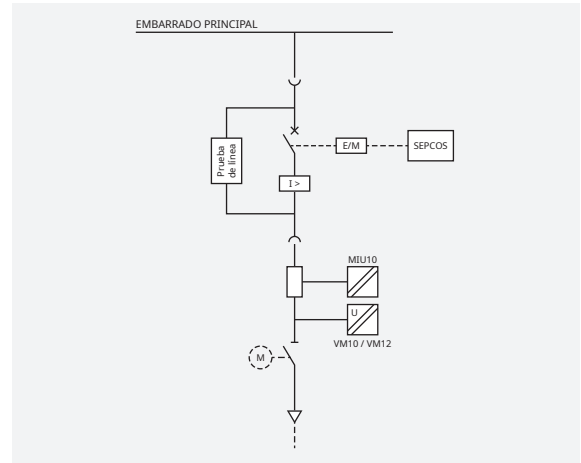 EMBARRADO PRINCIPAL
Prueba
de línea
E/M
SEPCOS
I >
MIU10
U
VM10 / VM12
M